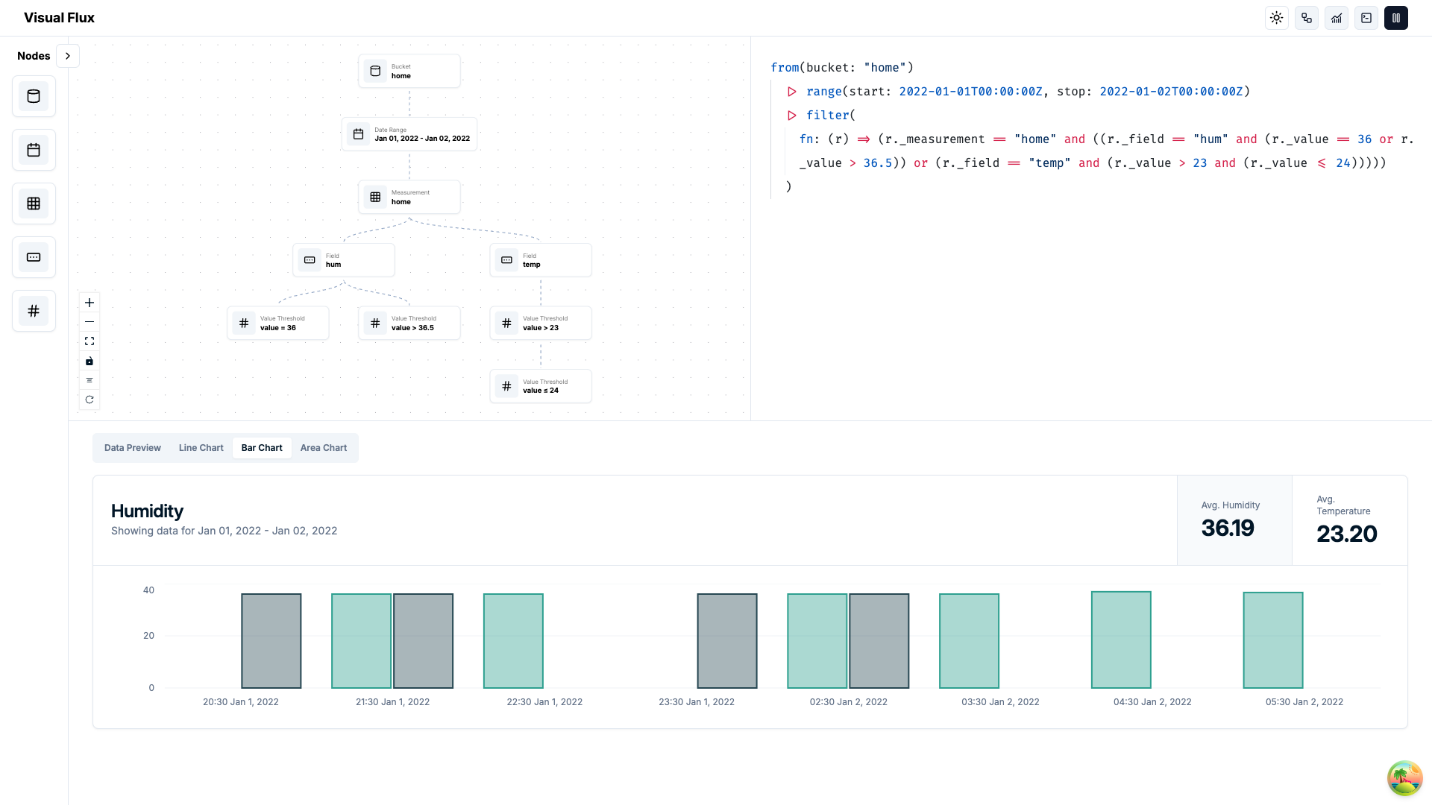 Visual Flux
Nodes
Bucket
home
Date Range
Jan 01, 2022 - Jan 02, 2022
Measurement
home
Field
hum
Field
temp
Value Threshold
value = 36
Value Threshold
value > 36.5
Value Threshold
value > 23
Value Threshold
value ≤ 24
from(bucket: "home")
|> range(start: 2022-01-01T00:00:00Z, stop: 2022-01-02T00:00:00Z)
|> filter(
fn: (r) => (r._measurement == "home" and ((r._field == "hum" and (r._value == 36 or r.
_value > 36.5)) or (r._field == "temp" and (r._value > 23 and (r._value <= 24)))))
)
Data Preview Line Chart Bar Chart Area Chart
Humidity
Showing data for Jan 01, 2022 - Jan 02, 2022
Avg. Humidity
36.19
Avg.
Temperature
23.20
40
20
0
20:30 Jan 1, 2022 21:30 Jan 1, 2022 22:30 Jan 1, 2022 23:30 Jan 1, 2022 02:30 Jan 2, 2022 03:30 Jan 2, 2022 04:30 Jan 2, 2022 05:30 Jan 2, 2022